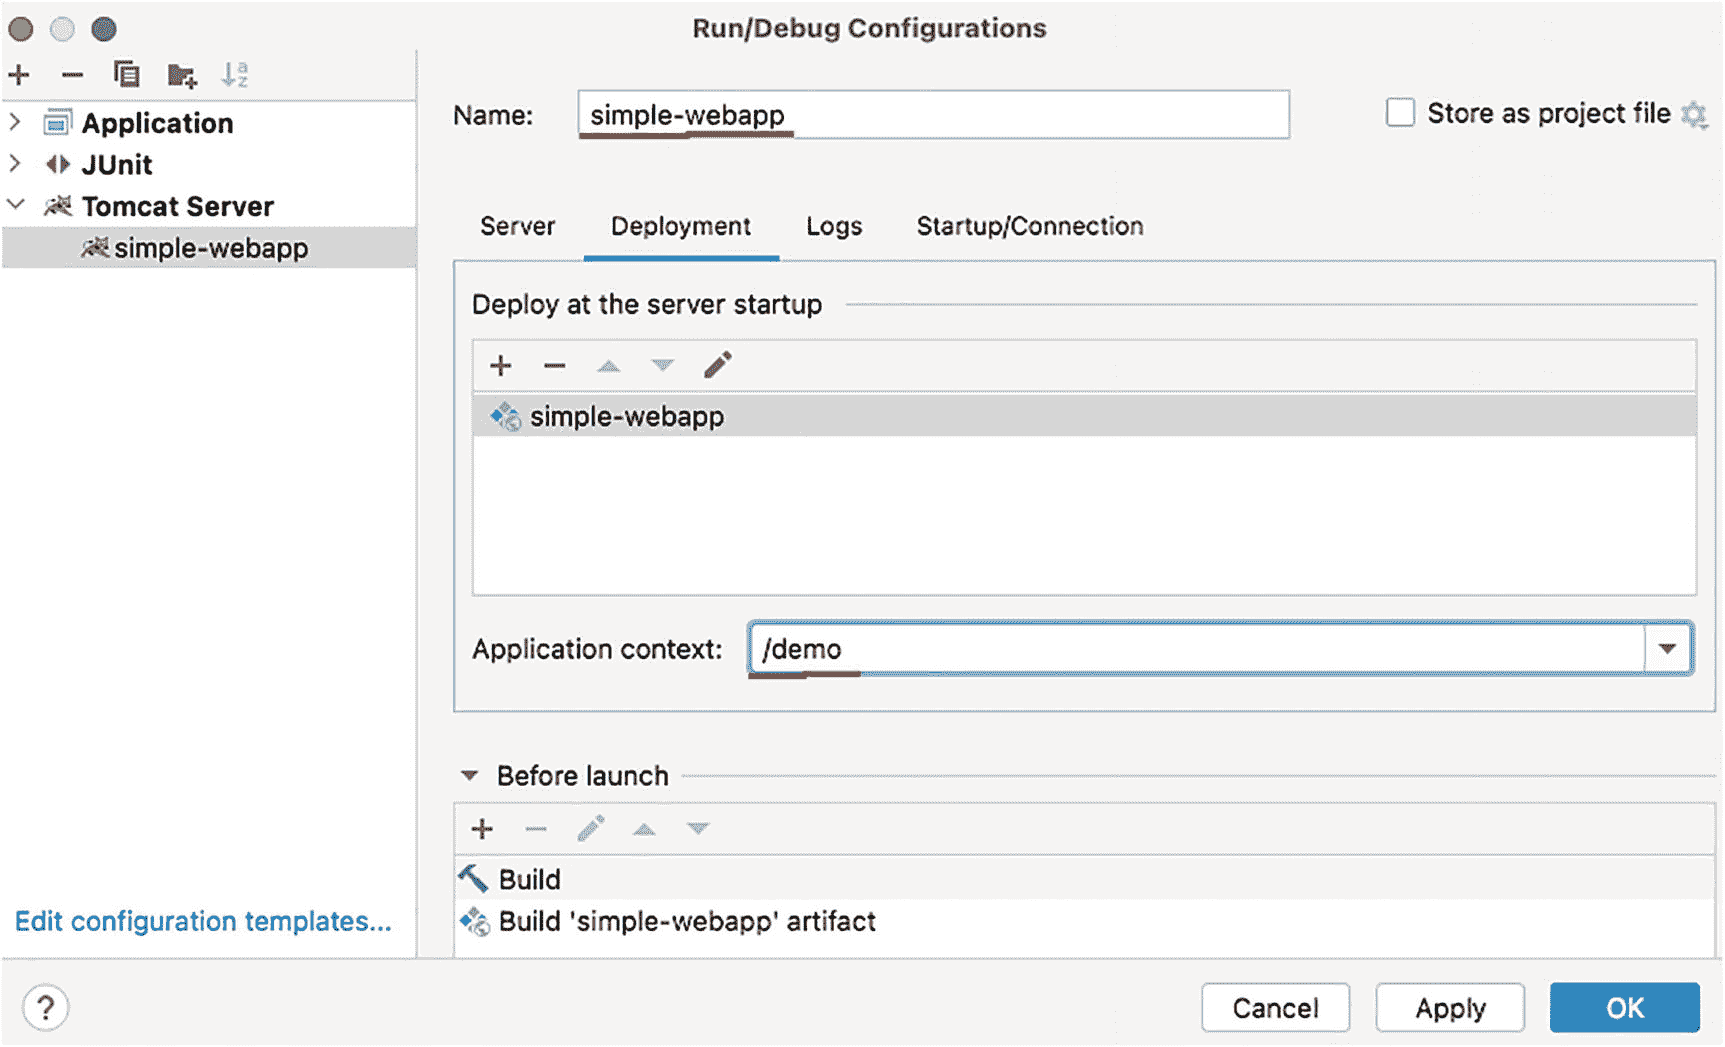 Run/Debug Configurations
Application
JUnit
Tomcat Server
simple-webapp
Edit configuration templates...
Name: simple-webapp
Store as project file
Server Deployment Logs Startup/Connection
Deploy at the server startup
simple-webapp
Application context: /demo
Before launch
Build
Build 'simple-webapp' artifact
? Cancel Apply OK